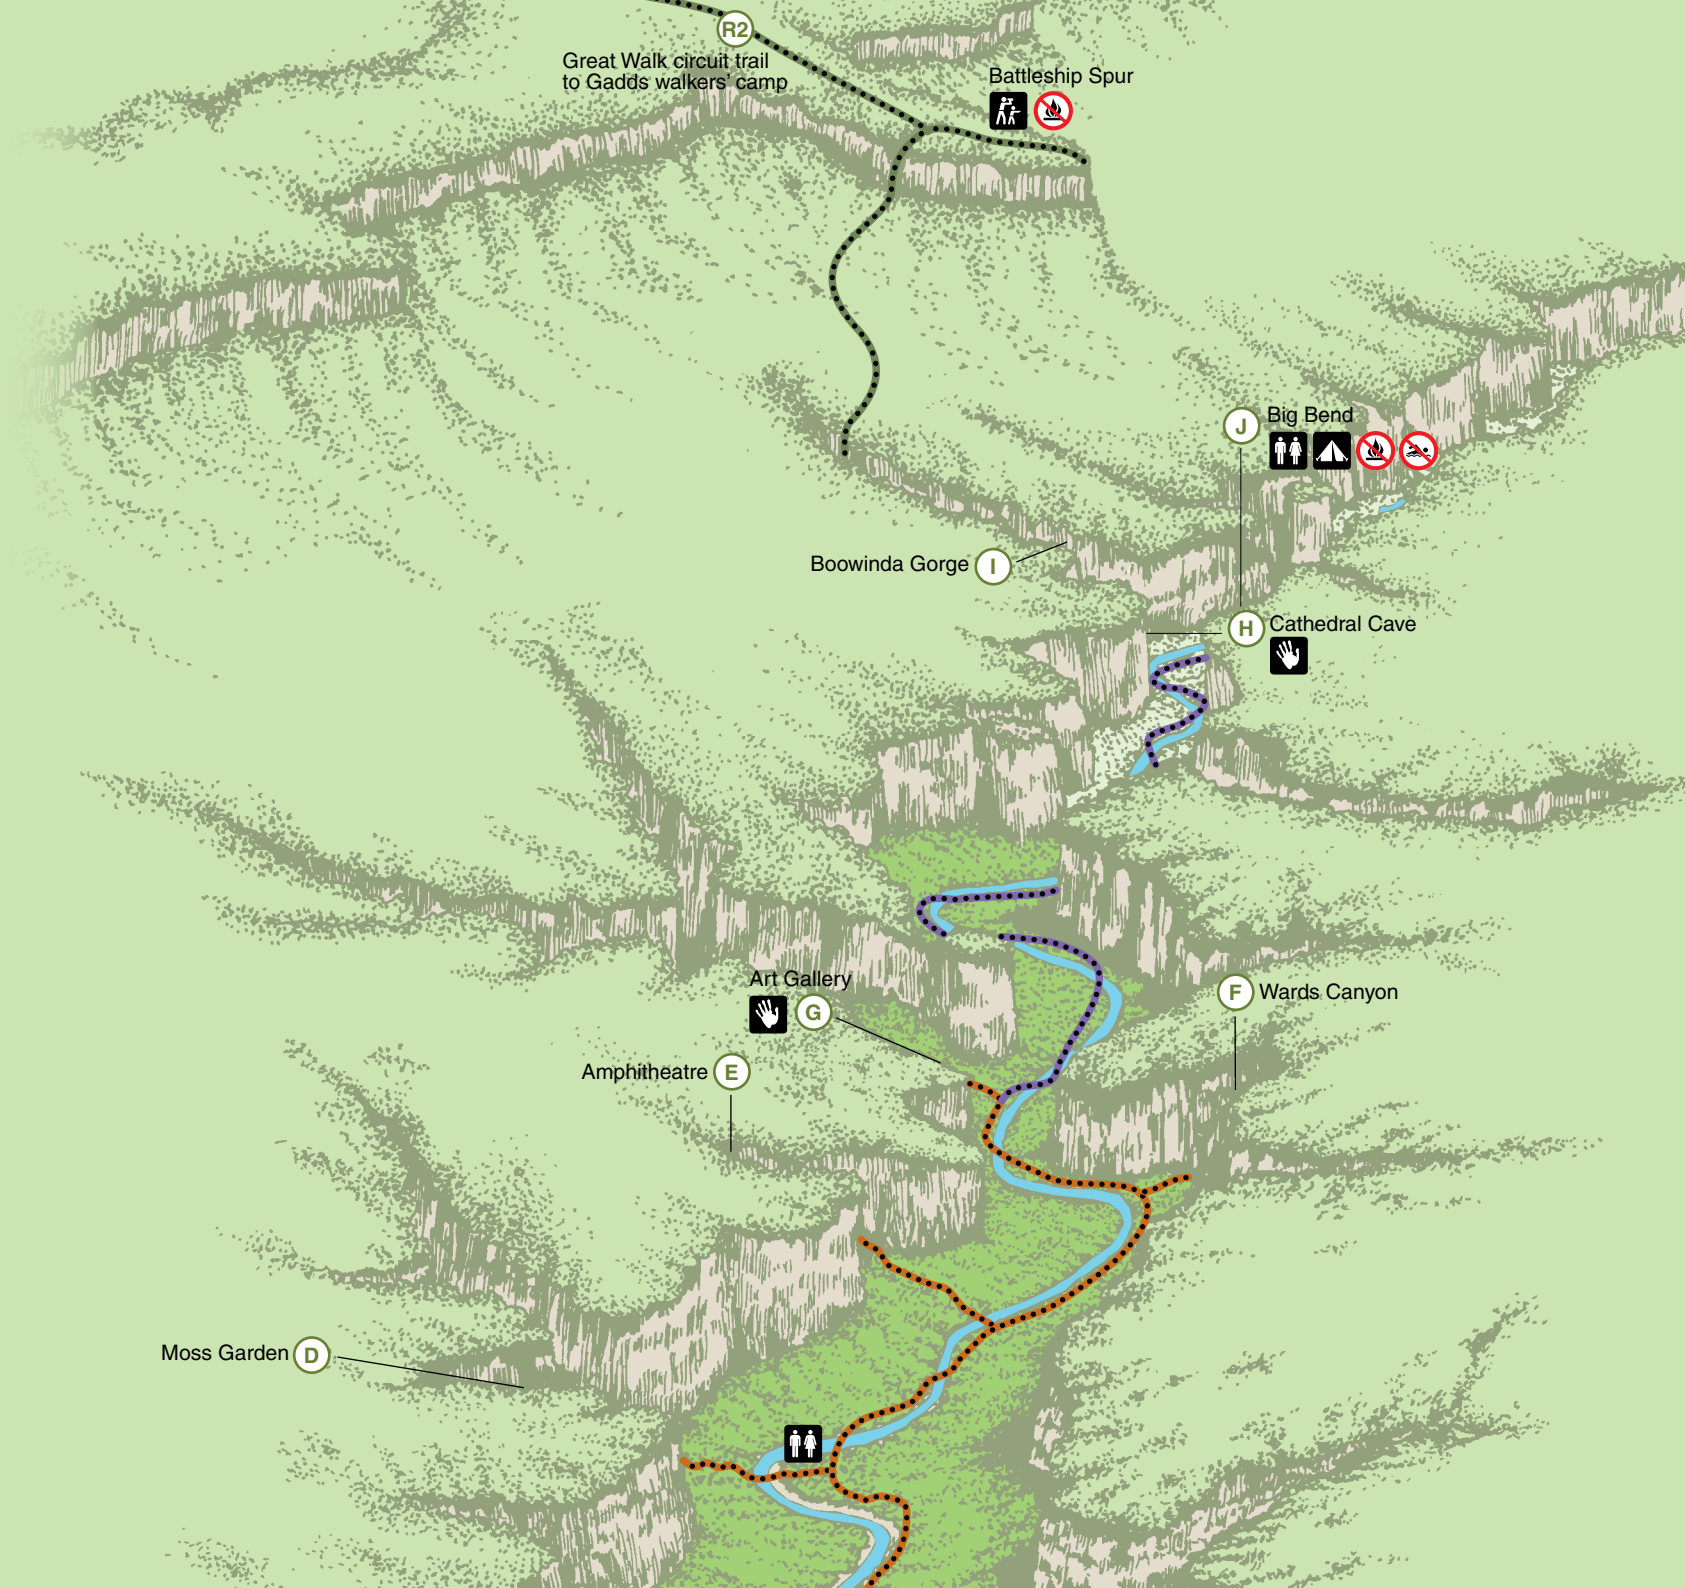 R2
Great Walk circuit trail
to Gadds walkers' camp
Battleship Spur
J
Big Bend
Boowinda Gorge I
H Cathedral Cave
Art Gallery
G
F Wards Canyon
Amphitheatre E
Moss Garden D